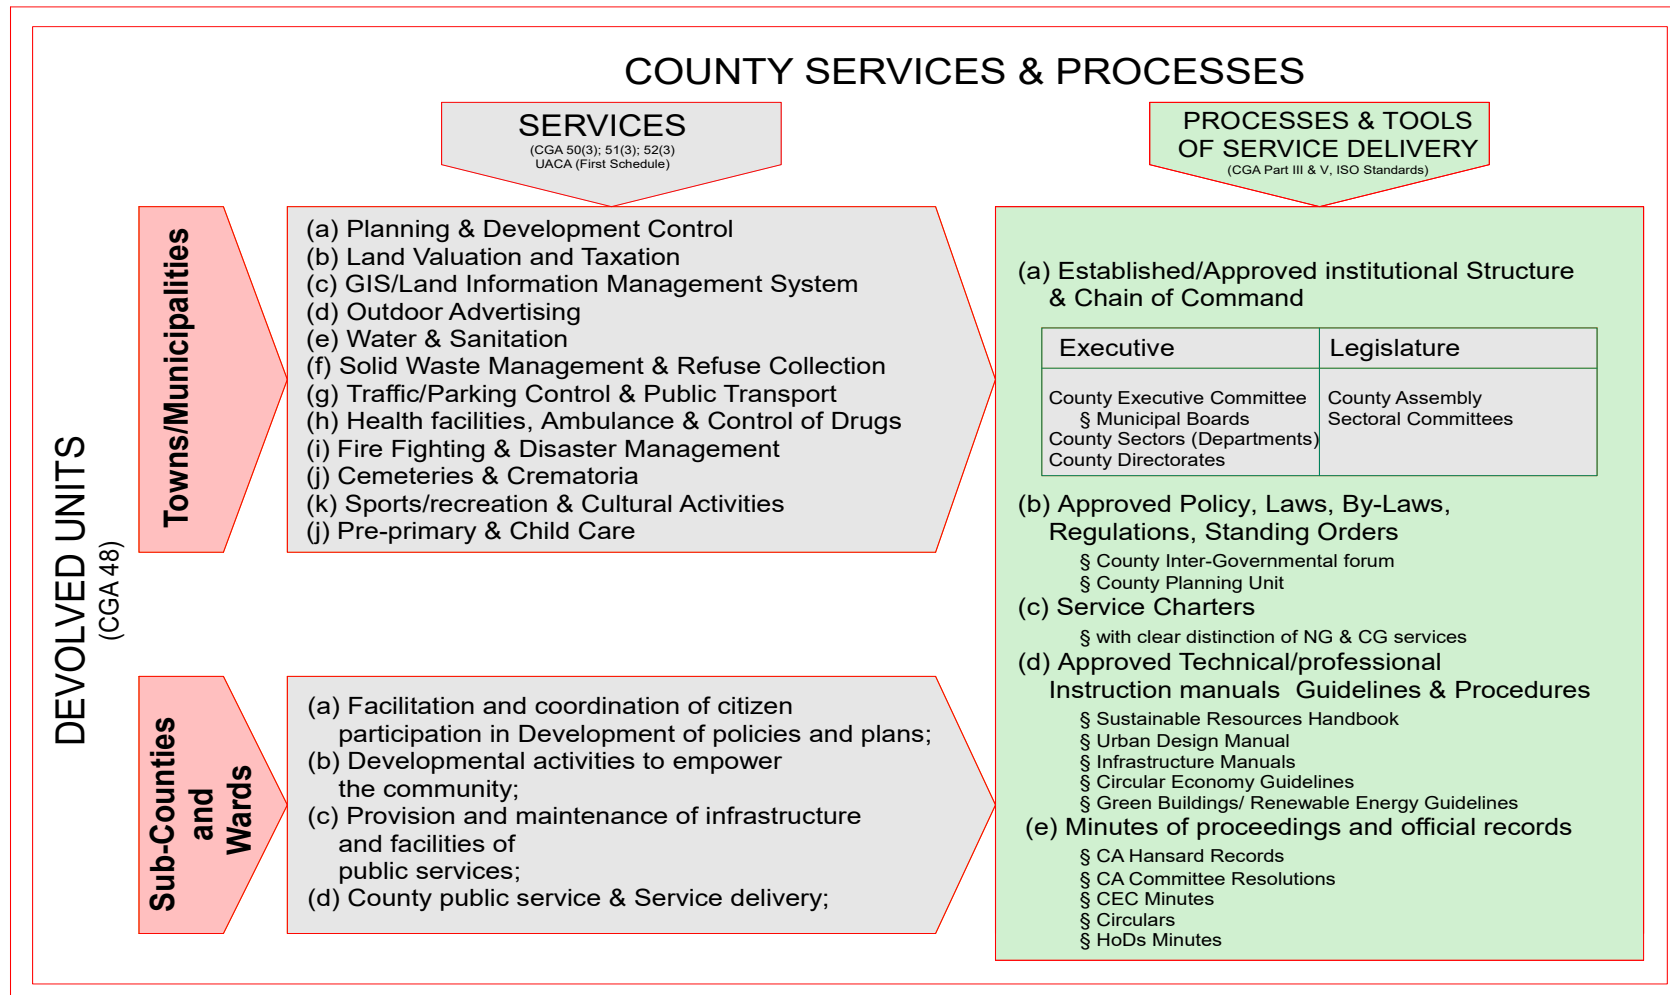 COUNTY SERVICES & PROCESSES
SERVICES
(CGA 50(3); 51(3); 52(3)
UACA (First Schedule)
PROCESSES & TOOLS
OF SERVICE DELIVERY
(CGA Part III & V, ISO Standards)
DEVOLVED UNITS
(CGA 48)
Towns/Municipalities
(a) Planning & Development Control
(b) Land Valuation and Taxation
(c) GIS/Land Information Management System
(d) Outdoor Advertising
(e) Water & Sanitation
(f) Solid Waste Management & Refuse Collection
(g) Traffic/Parking Control & Public Transport
(h) Health facilities, Ambulance & Control of Drugs
(i) Fire Fighting & Disaster Management
(j) Cemeteries & Crematoria
(k) Sports/recreation & Cultural Activities
(j) Pre-primary & Child Care
Sub-Counties
and
Wards
(a) Facilitation and coordination of citizen
participation in Development of policies and plans;
(b) Developmental activities to empower
the community;
(c) Provision and maintenance of infrastructure
and facilities of
public services;
(d) County public service & Service delivery;
(a) Established/Approved institutional Structure
& Chain of Command
Executive
Legislature
County Executive Committee
§ Municipal Boards
County Sectors (Departments)
County Directorates
County Assembly
Sectoral Committees
(b) Approved Policy, Laws, By-Laws,
Regulations, Standing Orders
§ County Inter-Governmental forum
§ County Planning Unit
(c) Service Charters
§ with clear distinction of NG & CG services
(d) Approved Technical/professional
Instruction manuals Guidelines & Procedures
§ Sustainable Resources Handbook
§ Urban Design Manual
§ Infrastructure Manuals
§ Circular Economy Guidelines
§ Green Buildings/ Renewable Energy Guidelines
(e) Minutes of proceedings and official records
§ CA Hansard Records
§ CA Committee Resolutions
§ CEC Minutes
§ Circulars
§ HoDs Minutes